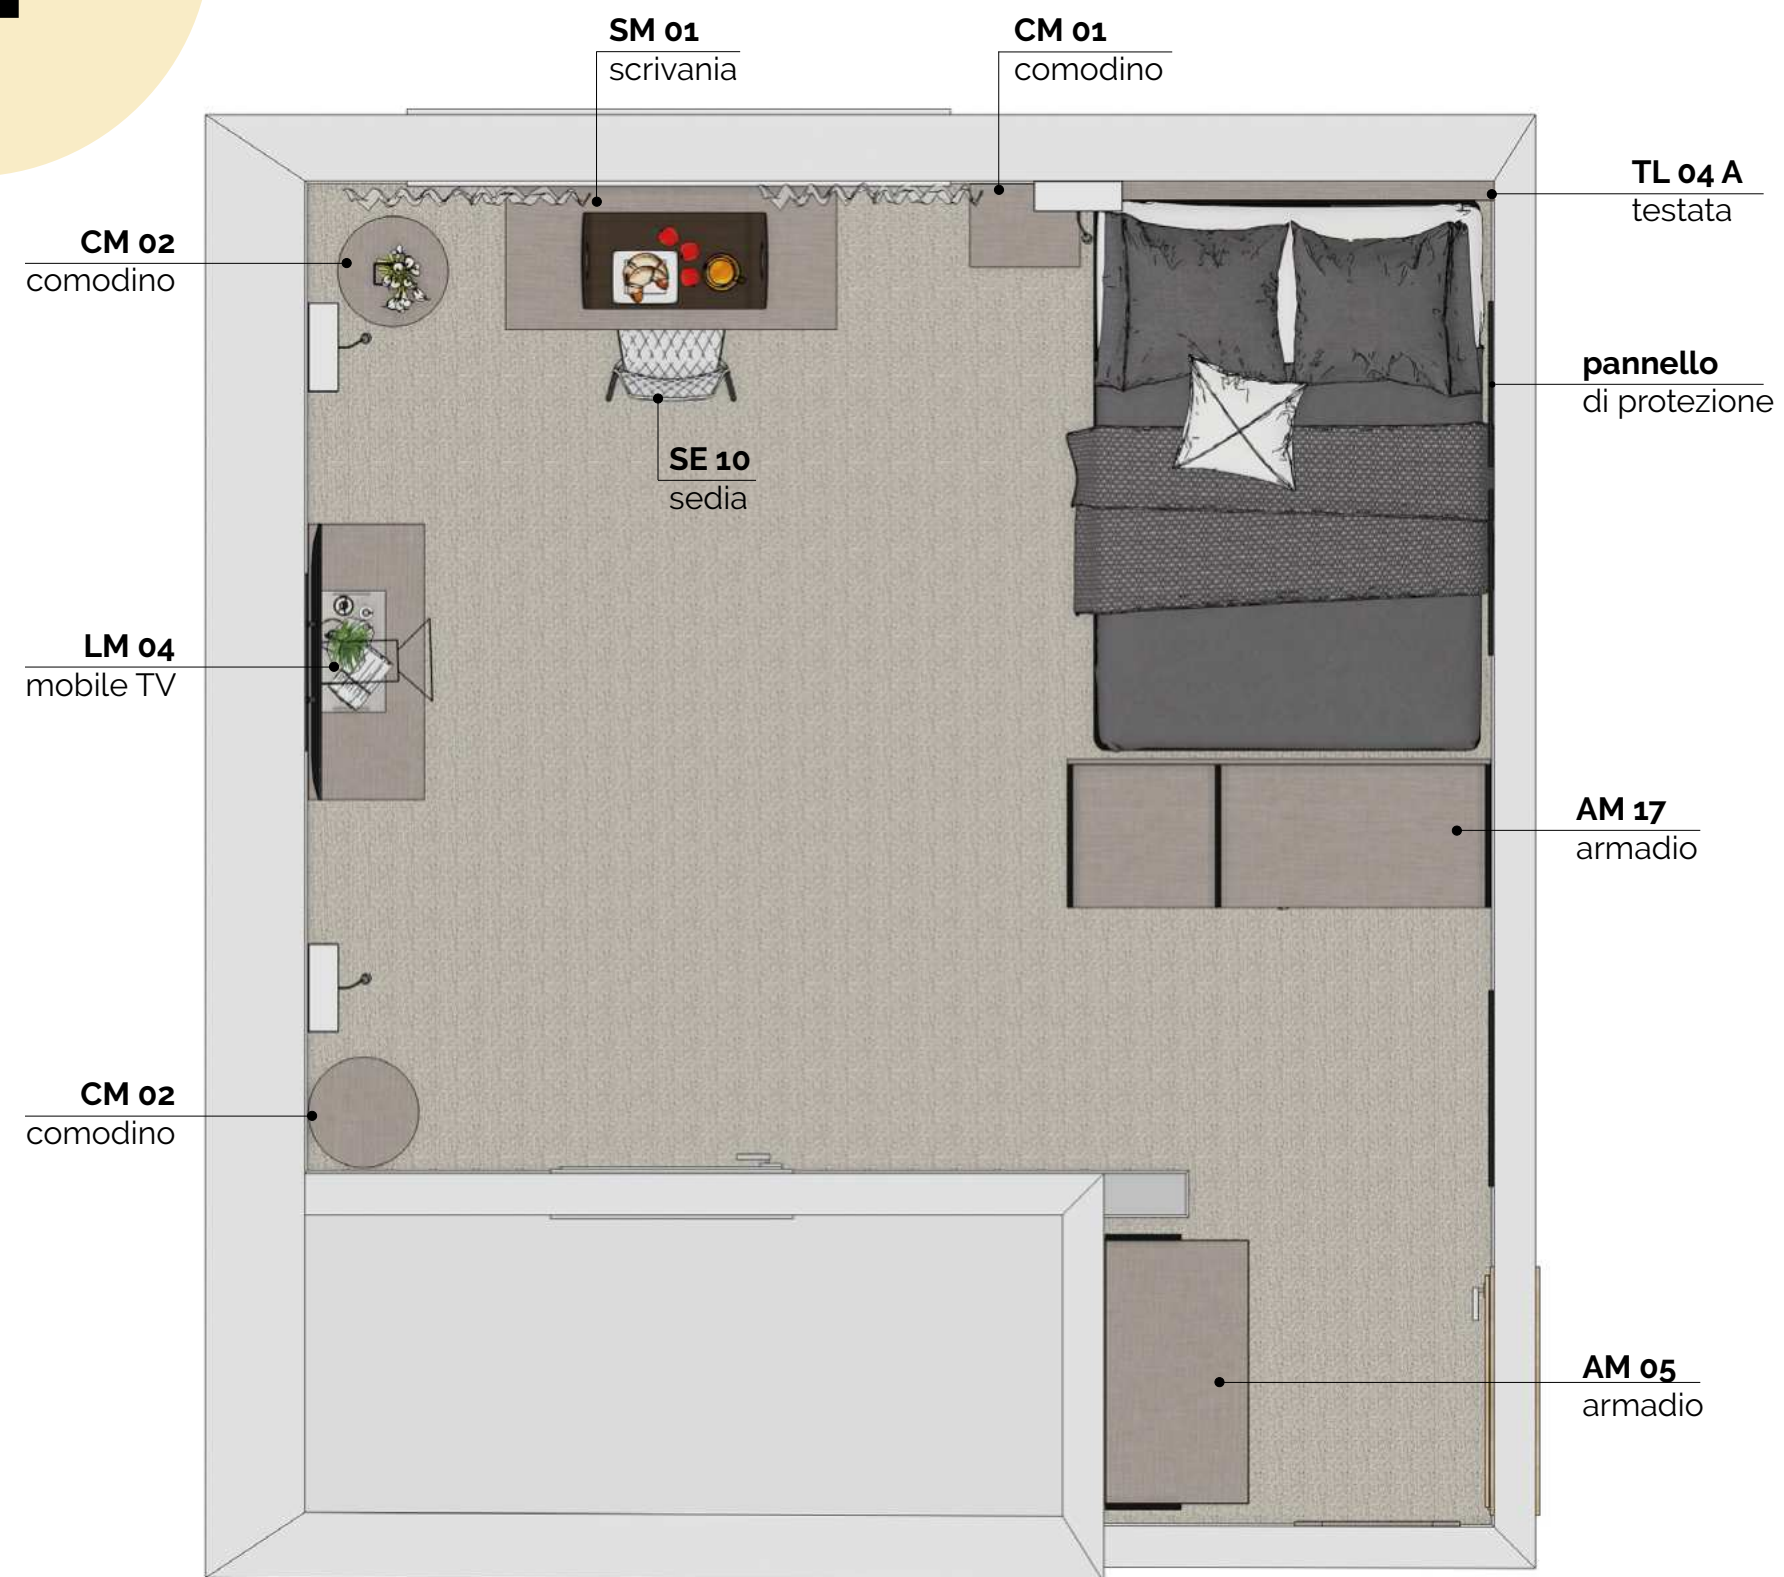 SM 01
scrivania
CM 01
comodino
TL 04 A
testata
CM 02
comodino
pannello
di protezione
SE 10
sedia
LM 04
mobile TV
AM 17
armadio
CM 02
comodino
AM 05
armadio